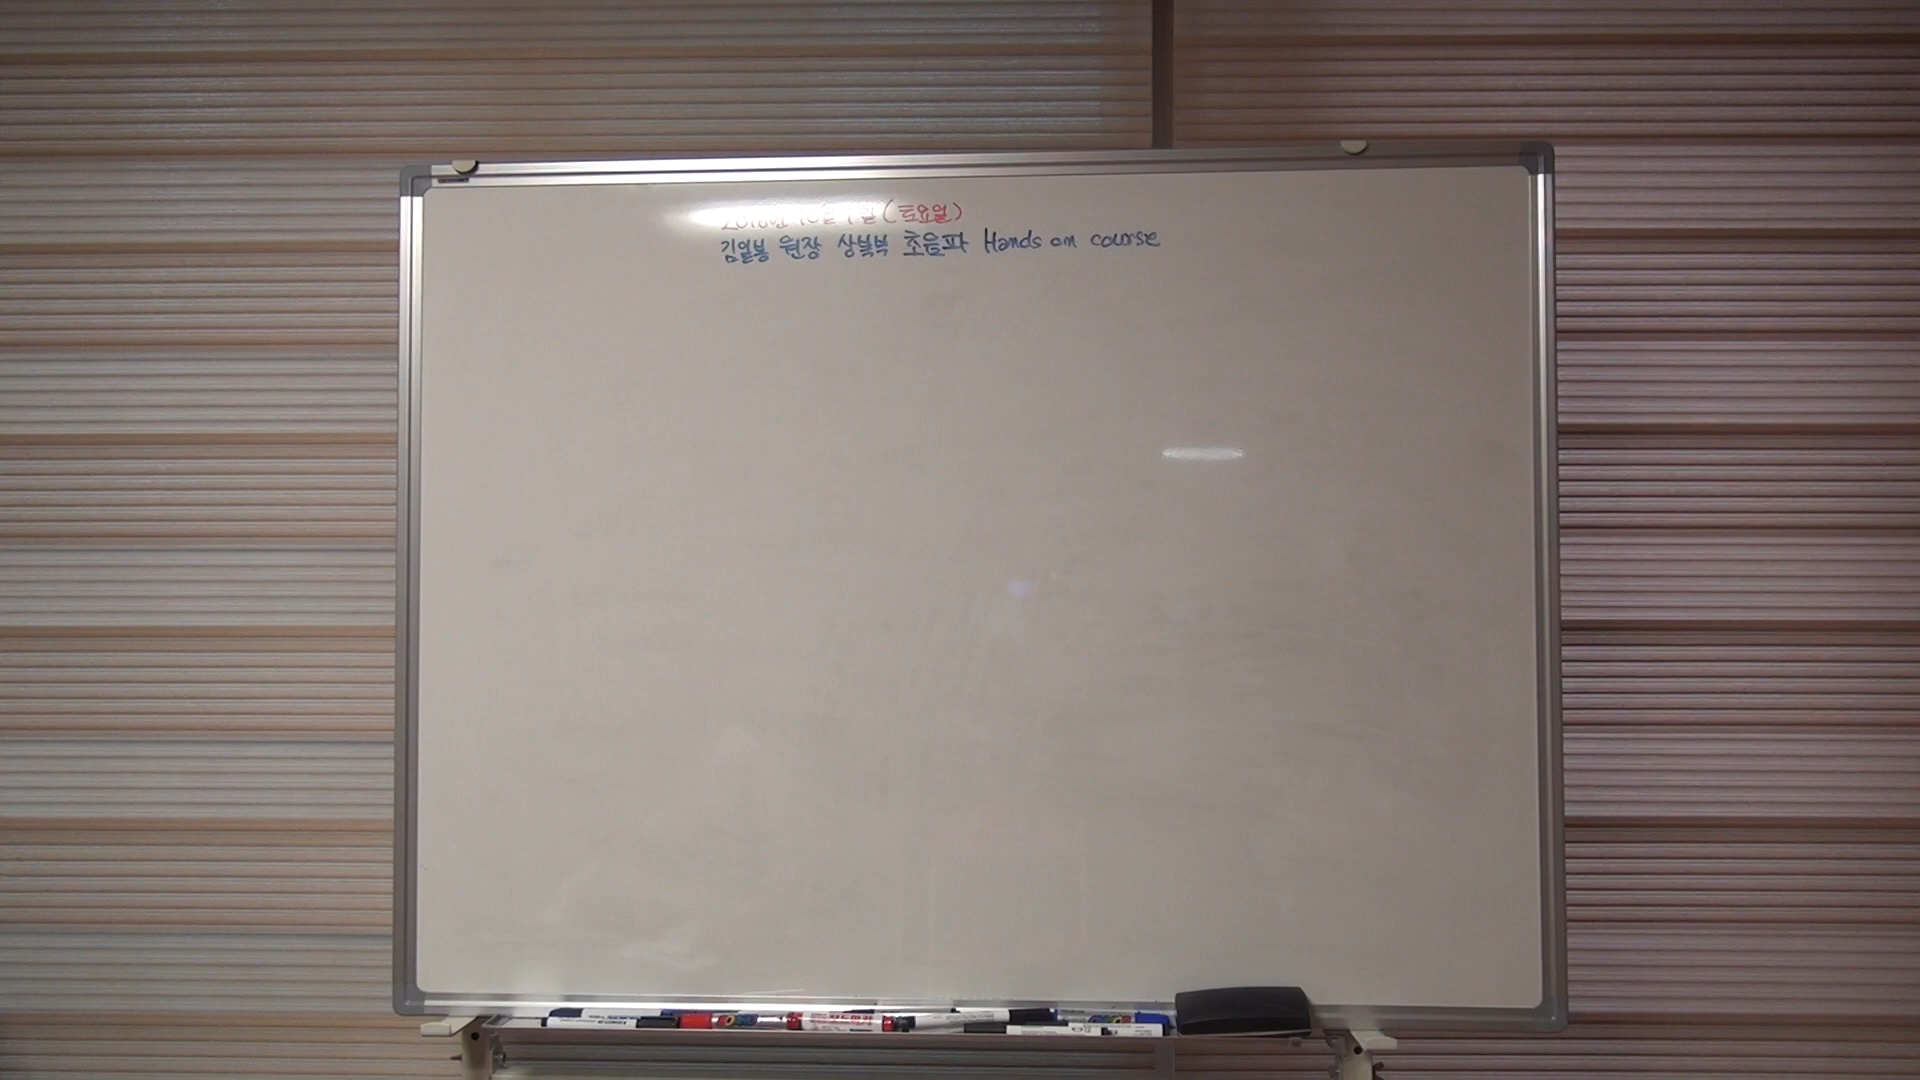 2016년 10월 1일 (토요일)
김일봉 원장 상복부 초음파 Hands on course